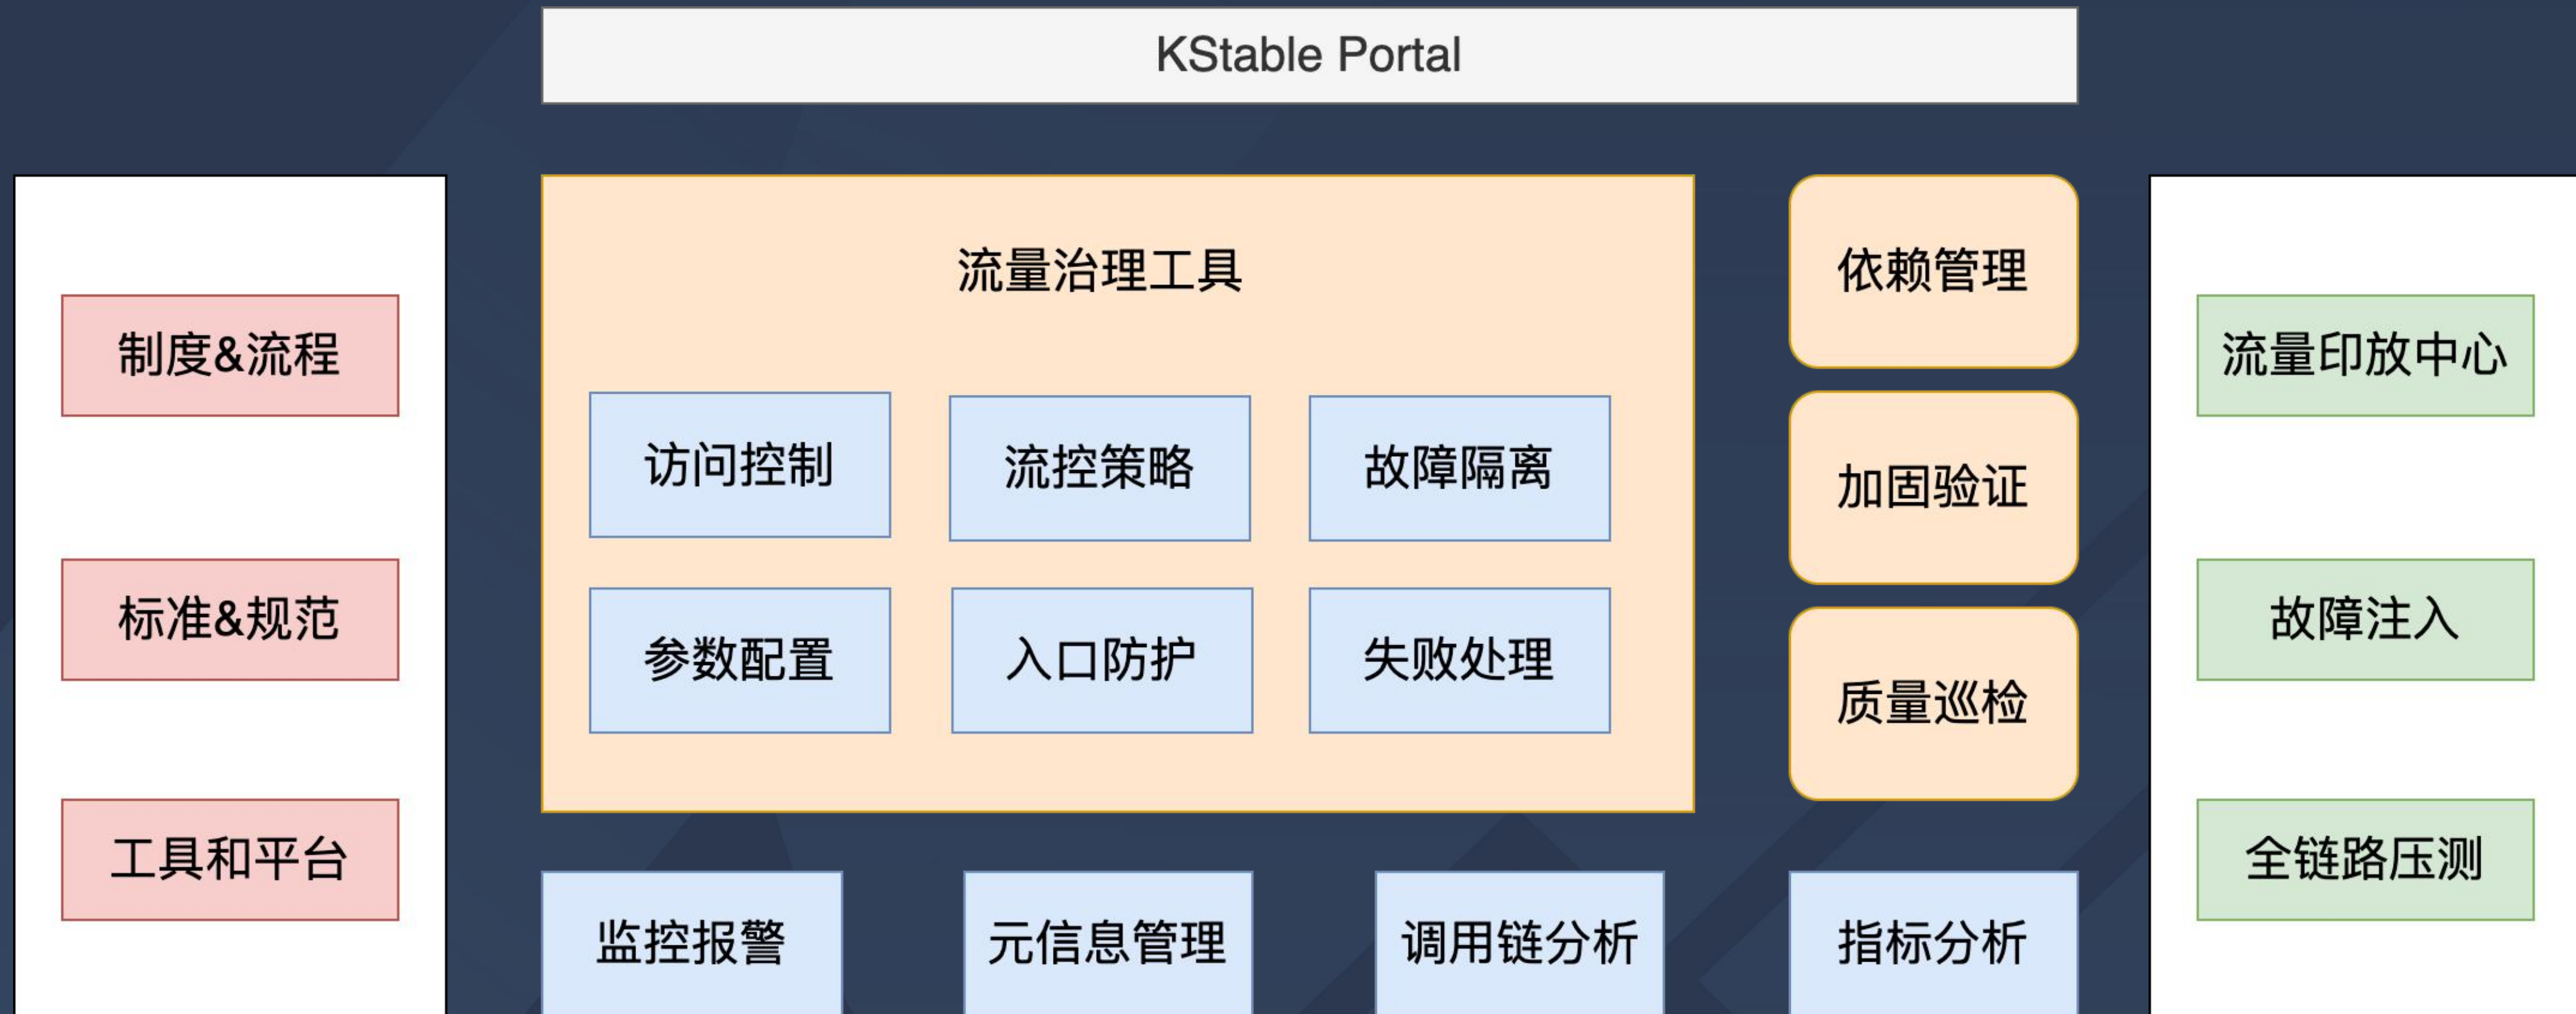 KStable Portal
制度&流程
标准&规范
工具和平台
流量治理工具
访问控制
流控策略
故障隔离
参数配置
入口防护
失败处理
依赖管理
加固验证
质量巡检
监控报警
元信息管理
调用链分析
指标分析
流量印放中心
故障注入
全链路压测